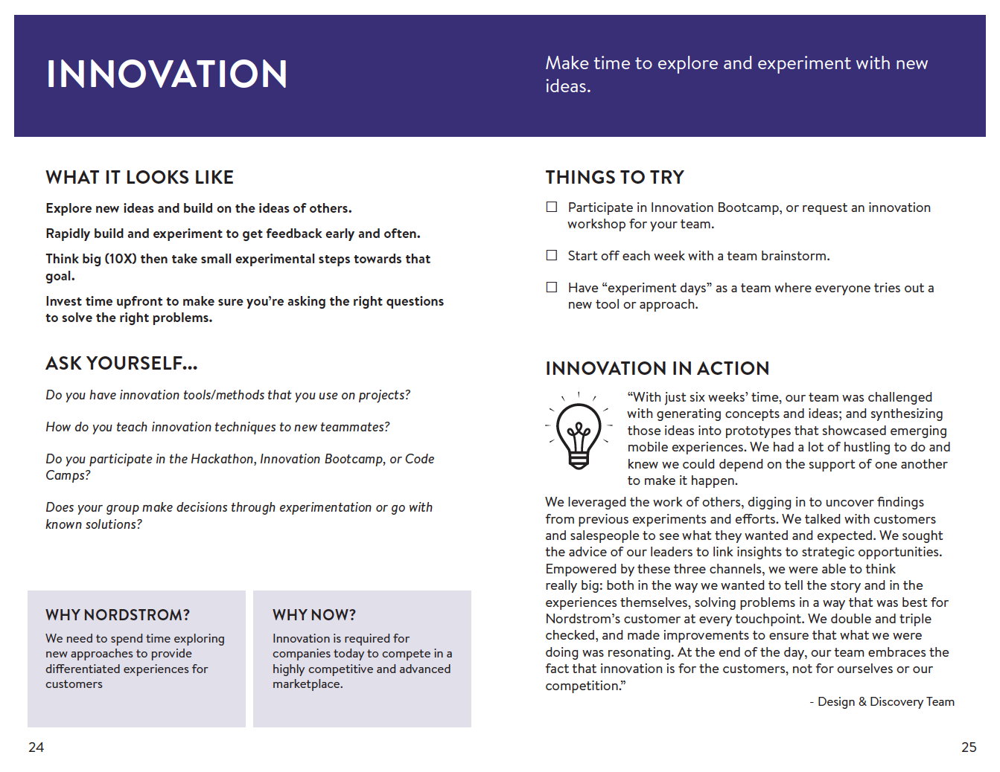 INNOVATION
Make time to explore and experiment with new
ideas.
WHAT IT LOOKS LIKE
Explore new ideas and build on the ideas of others.
Rapidly build and experiment to get feedback early and often.
Think big (10X) then take small experimental steps towards that
goal.
Invest time upfront to make sure you’re asking the right questions
to solve the right problems.
ASK YOURSELF...
Do you have innovation tools/methods that you use on projects?
How do you teach innovation techniques to new teammates?
Do you participate in the Hackathon, Innovation Bootcamp, or Code
Camps?
Does your group make decisions through experimentation or go with
known solutions?
WHY NORDSTROM?
We need to spend time exploring
new approaches to provide
differentiated experiences for
customers
WHY NOW?
Innovation is required for
companies today to compete in a
highly competitive and advanced
marketplace.
24
THINGS TO TRY
☐ Participate in Innovation Bootcamp, or request an innovation
workshop for your team.
☐ Start off each week with a team brainstorm.
☐ Have “experiment days” as a team where everyone tries out a
new tool or approach.
INNOVATION IN ACTION
“With just six weeks’ time, our team was challenged
with generating concepts and ideas; and synthesizing
those ideas into prototypes that showcased emerging
mobile experiences. We had a lot of hustling to do and
knew we could depend on the support of one another
to make it happen.
We leveraged the work of others, digging in to uncover findings
from previous experiments and efforts. We talked with customers
and salespeople to see what they wanted and expected. We sought
the advice of our leaders to link insights to strategic opportunities.
Empowered by these three channels, we were able to think
really big: both in the way we wanted to tell the story and in the
experiences themselves, solving problems in a way that was best for
Nordstrom’s customer at every touchpoint. We double and triple
checked, and made improvements to ensure that what we were
doing was resonating. At the end of the day, our team embraces the
fact that innovation is for the customers, not for ourselves or our
competition.”
- Design & Discovery Team
25